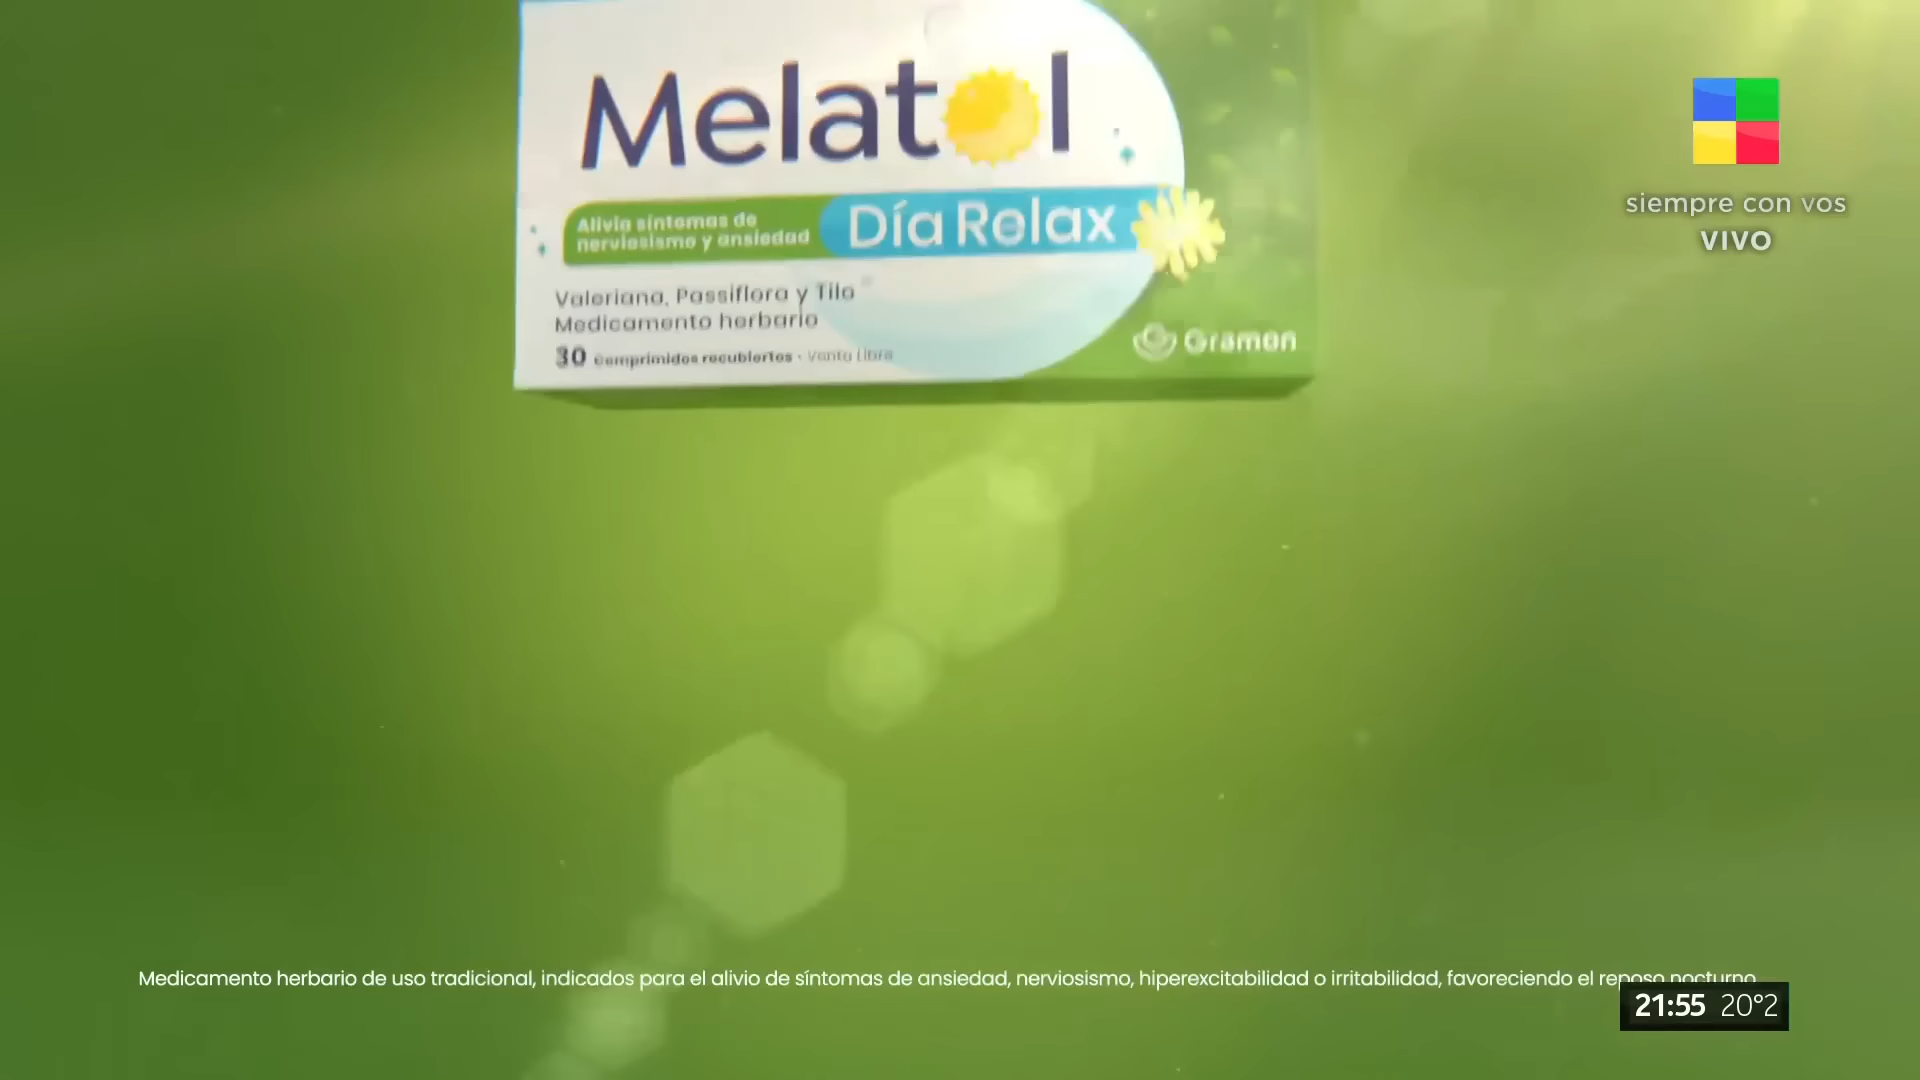 Melatol
Alivia síntomas de
nerviosismo y ansiedad
Día Relax
Valeriana, Passiflora y Tilo
Medicamento herbario
30 Comprimidos recubiertos · Venta Libre
Gramon
siempre con vos
VIVO
Medicamento herbario de uso tradicional, indicados para el alivio de síntomas de ansiedad, nerviosismo, hiperexcitabilidad o irritabilidad, favoreciendo el reposo nocturno
21:55 20°2